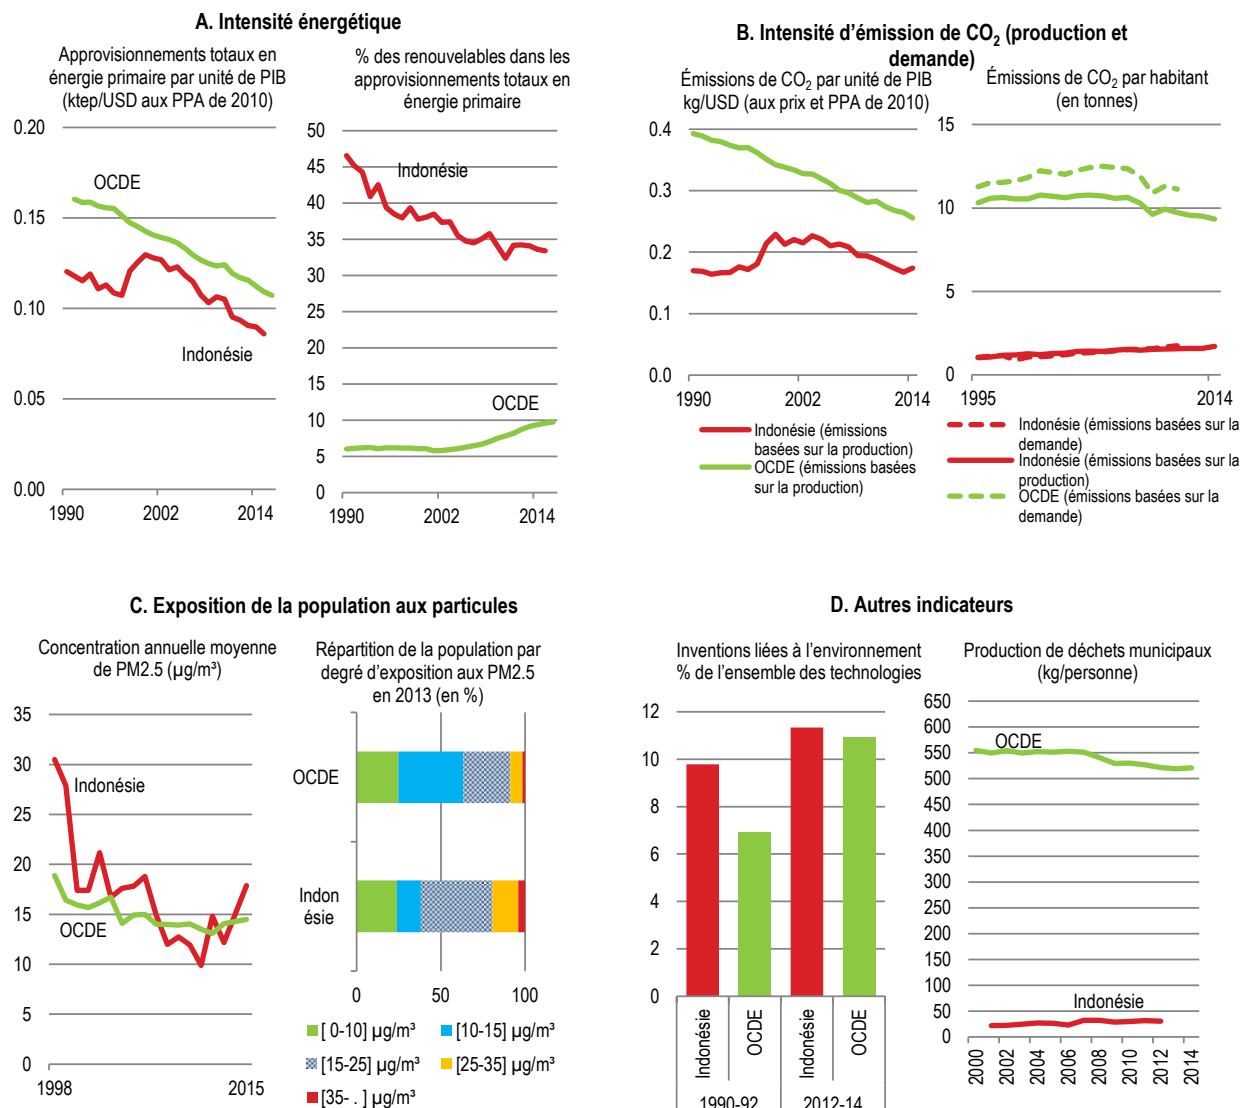 A. Intensité énergétique
Approvisionnements totaux en
énergie primaire par unité de PIB
(ktep/USD aux PPA de 2010)
0.20
0.15
0.10
0.05
0.00
OCDE
Indonésie
1990
2002
2014
% des renouvelables dans les
approvisionnements totaux en
énergie primaire
50
45
40
35
30
25
20
15
10
5
0
Indonésie
OCDE
1990
2002
2014
B. Intensité d'émission de CO2 (production et
demande)
Émissions de CO2 par unité de PIB
kg/USD (aux prix et PPA de 2010)
0.4
0.3
0.2
0.1
0.0
1990
2002
2014
Indonésie (émissions
basées sur la production)
OCDE (émissions basées
sur la production)
Émissions de CO2 par habitant
(en tonnes)
15
10
5
0
1995
2014
Indonésie (émissions basées sur la
demande)
Indonésie (émissions basées sur la
production)
OCDE (émissions basées sur la
demande)
C. Exposition de la population aux particules
Concentration annuelle moyenne
de PM2.5 (µg/m³)
35
30
25
20
15
10
5
0
Indonésie
OCDE
1998
2015
Répartition de la population par
degré d'exposition aux PM2.5
en 2013 (en %)
OCDE
Indon
ésie
0
50
100
[ 0-10] µg/m³
[10-15] µg/m³
[15-25] µg/m³
[25-35] µg/m³
[35- . ] µg/m³
D. Autres indicateurs
Inventions liées à l'environnement
% de l'ensemble des technologies
12
10
8
6
4
2
0
Indonésie
OCDE
Indonésie
OCDE
1990-92
2012-14
Production de déchets municipaux
(kg/personne)
650
600
550
500
450
400
350
300
250
200
150
100
50
0
OCDE
Indonésie
2000
2002
2004
2006
2008
2010
2012
2014